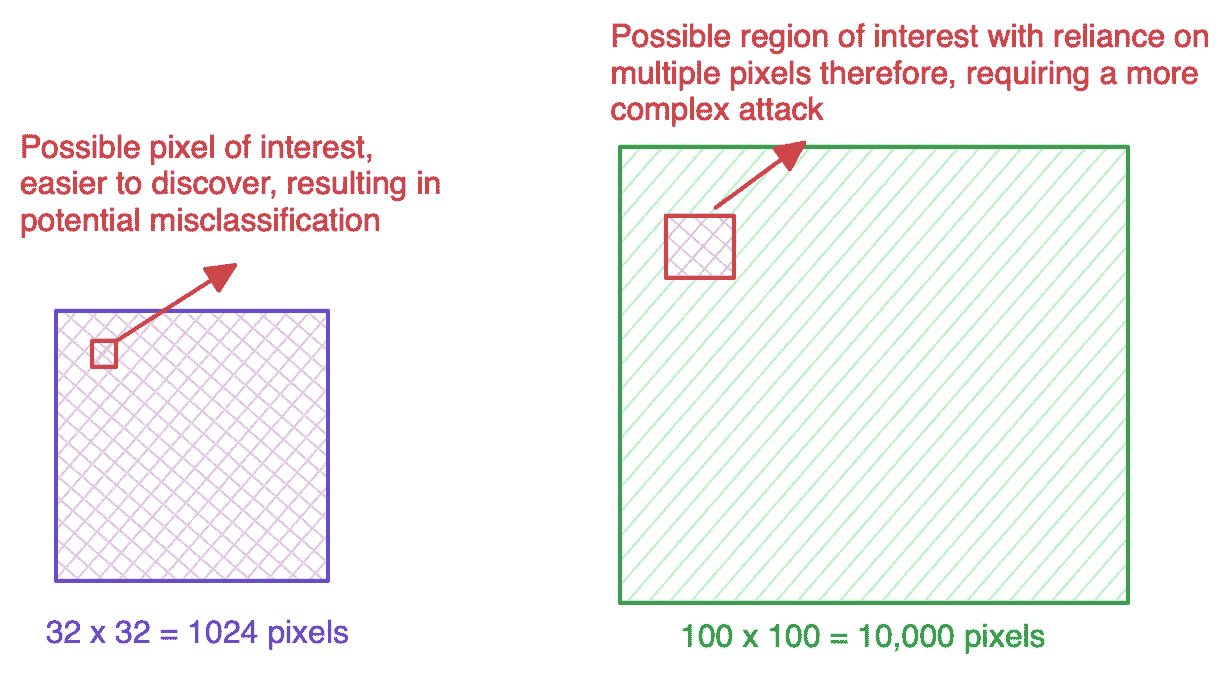 Possible pixel of interest,
easier to discover, resulting in
potential misclassification
32 x 32 = 1024 pixels
Possible region of interest with reliance on
multiple pixels therefore, requiring a more
complex attack
100 x 100 = 10,000 pixels